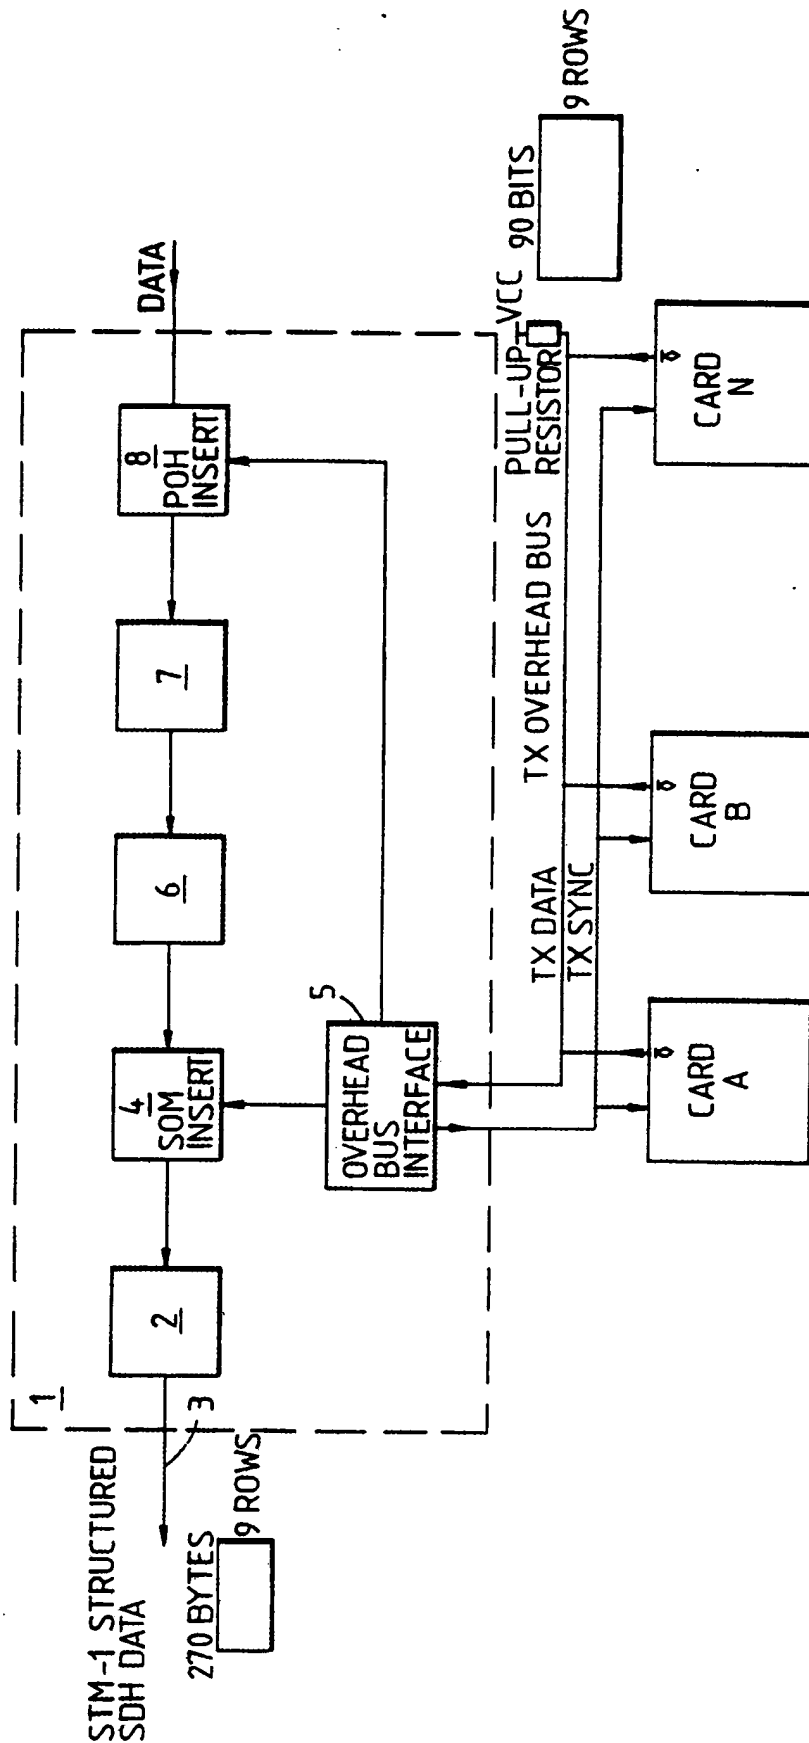 STM-1 STRUCTURED
SDH DATA
270 BYTES
9 ROWS
3
1
2
4
SOM
INSERT
6
7
8
POH
INSERT
DATA
5
OVERHEAD
BUS
INTERFACE
TX DATA
TX SYNC
TX OVERHEAD BUS
PULL-UP
RESISTOR
VCC
90 BITS
9 ROWS
CARD
A
CARD
B
CARD
N